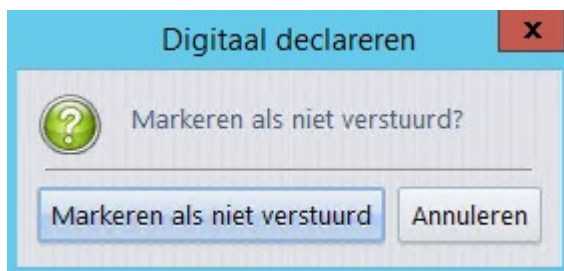 Digitaal declareren
x
Markeren als niet verstuurd?
Markeren als niet verstuurd
Annuleren